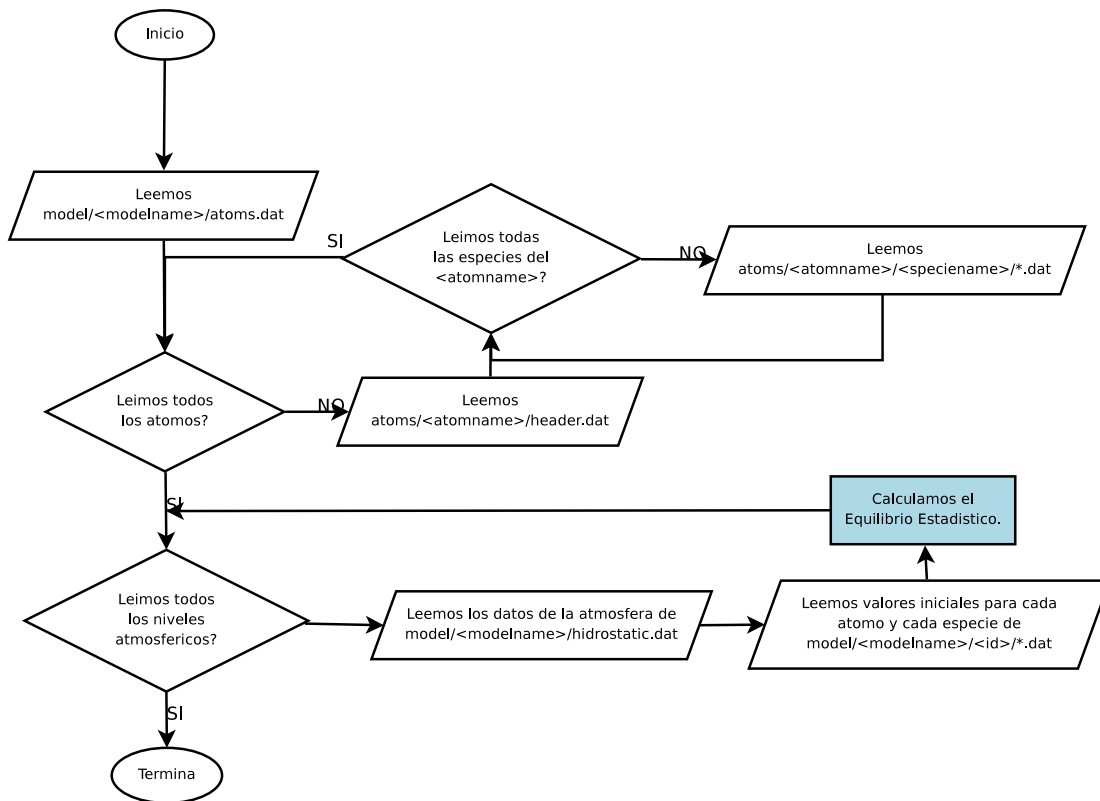 Inicio
Leemos
model/<modelname>/atoms.dat
Leimos todas
las especies del
<atomname>?
SI
NO
Leemos
atoms/<atomname>/<speciename>/*.dat
Leimos todos
los atomos?
NO
Leemos
atoms/<atomname>/header.dat
SI
Calculamos el
Equilibrio Estadistico.
Leimos todos
los niveles
atmosfericos?
Leemos los datos de la atmosfera de
model/<modelname>/hidrostatic.dat
Leemos valores iniciales para cada
atomo y cada especie de
model/<modelname>/<id>/*.dat
SI
Termina